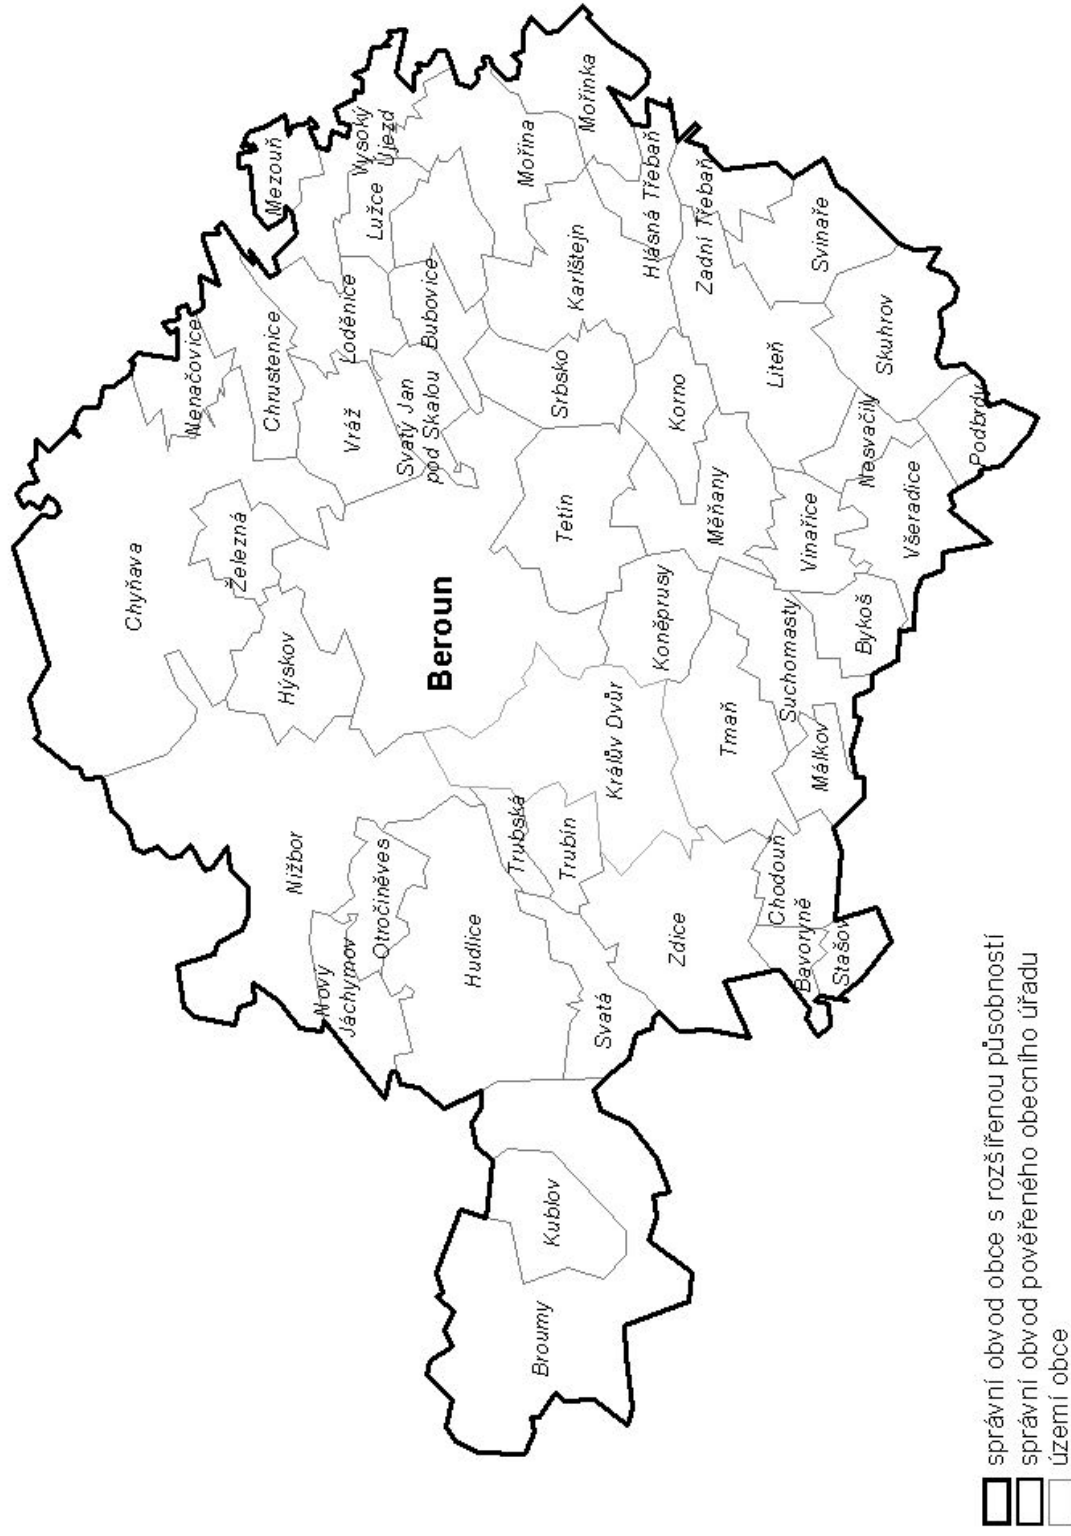 Broumy
Kublov
Nový
Jáchymov
Otročiněves
Nižbor
Hudlice
Svatá
Trubská
Trubín
Zdice
Bavoryně
Stašov
Chodouň
Chyňava
Hýskov
Železná
Beroun
Králův Dvůr
Tmaň
Málkov
Suchomasty
Koněprusy
Bykoš
Tetín
Měňany
Vinařice
Všeradice
Nesvačily
Podbrdy
Nenačovice
Chrustenice
Vráž
Loděnice
Svatý Jan
pod Skalou
Bubovice
Lužce
Mezouň
Vysoký
Újezd
Srbsko
Korno
Karlštejn
Mořina
Mořinka
Hlásná Třebaň
Zadní Třebaň
Liteň
Svinaře
Skuhrov
správní obvod obce s rozšířenou působností
správní obvod pověřeného obecního úřadu
území obce